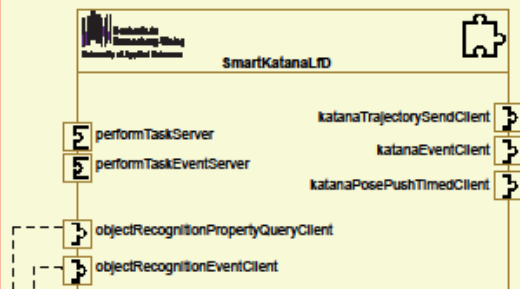 SmartKatanaLfD
katanaTrajectorySendClient
performTaskServer
katanaEventClient
performTaskEventServer
katanaPosePushTimedClient
objectRecognitionPropertyQueryClient
objectRecognitionEventClient